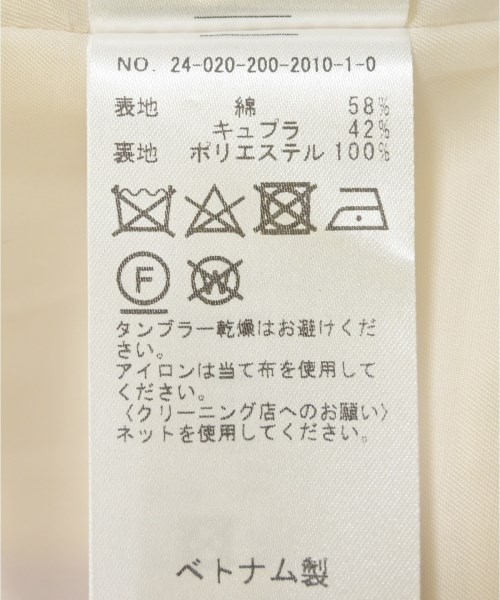 NO. 24-020-200-2010-1-0
表地 綿 58%
キュプラ 42%
裏地 ポリエステル 100%
F W
タンブラー乾燥はお避けくだ
さい。
アイロンは当て布を使用して
ください。
〈クリーニング店へのお願い〉
ネットを使用してください。
ベトナム製